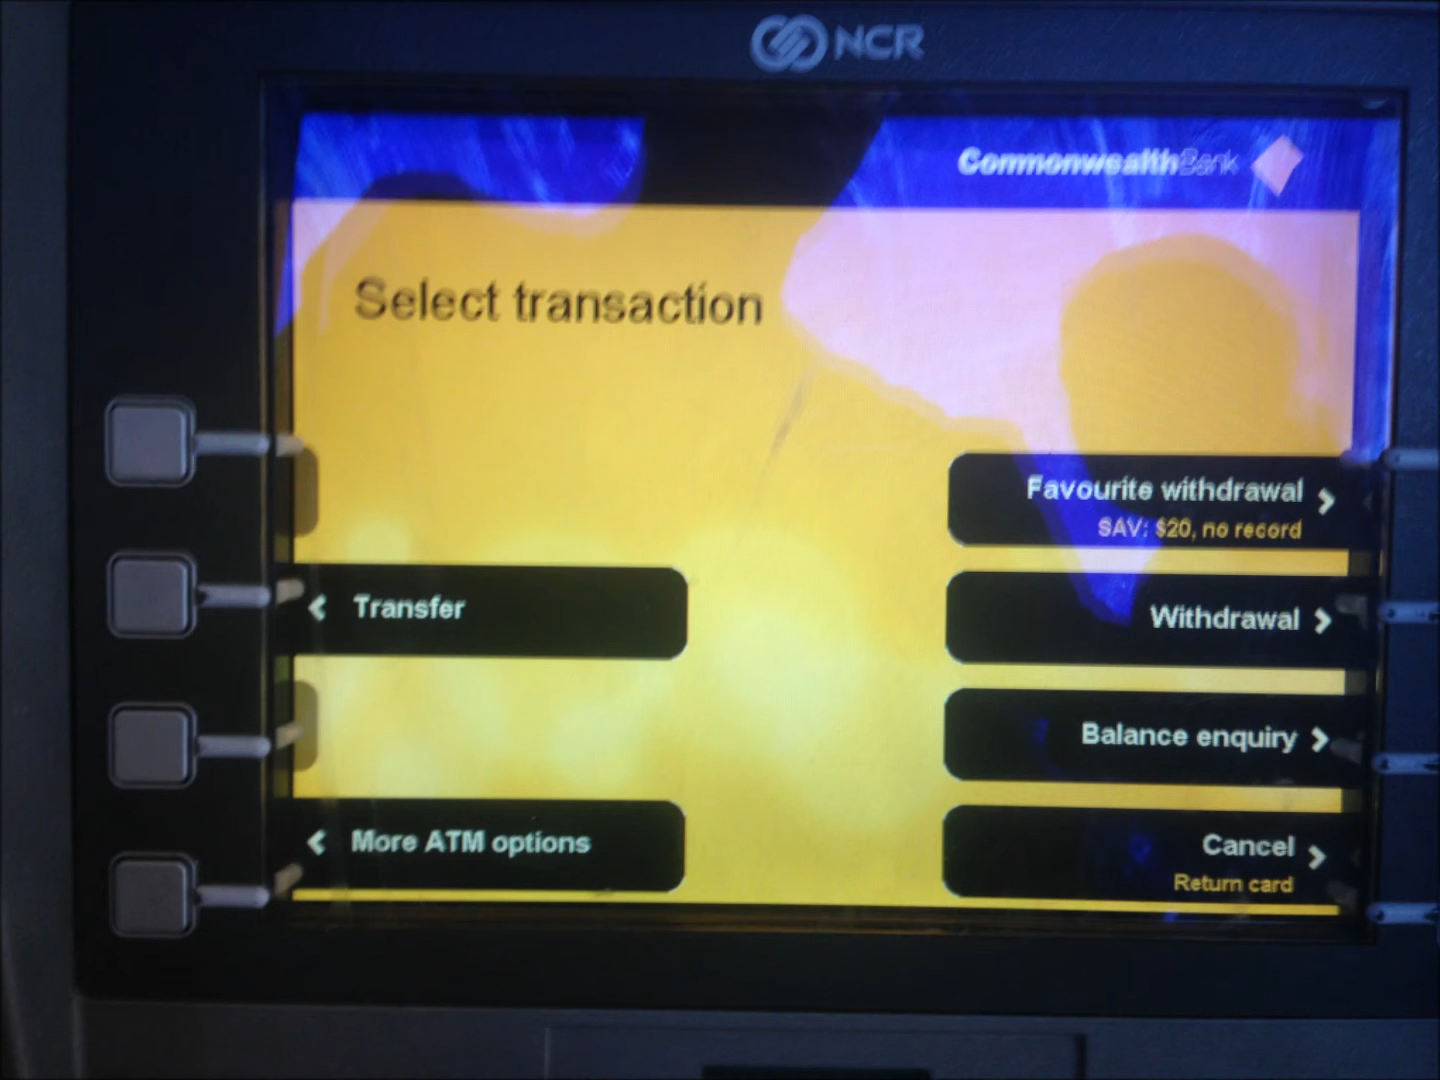 NCR
CommonwealthBank
Select transaction
Favourite withdrawal
SAV: $20, no record
Transfer
Withdrawal
Balance enquiry
More ATM options
Cancel
Return card